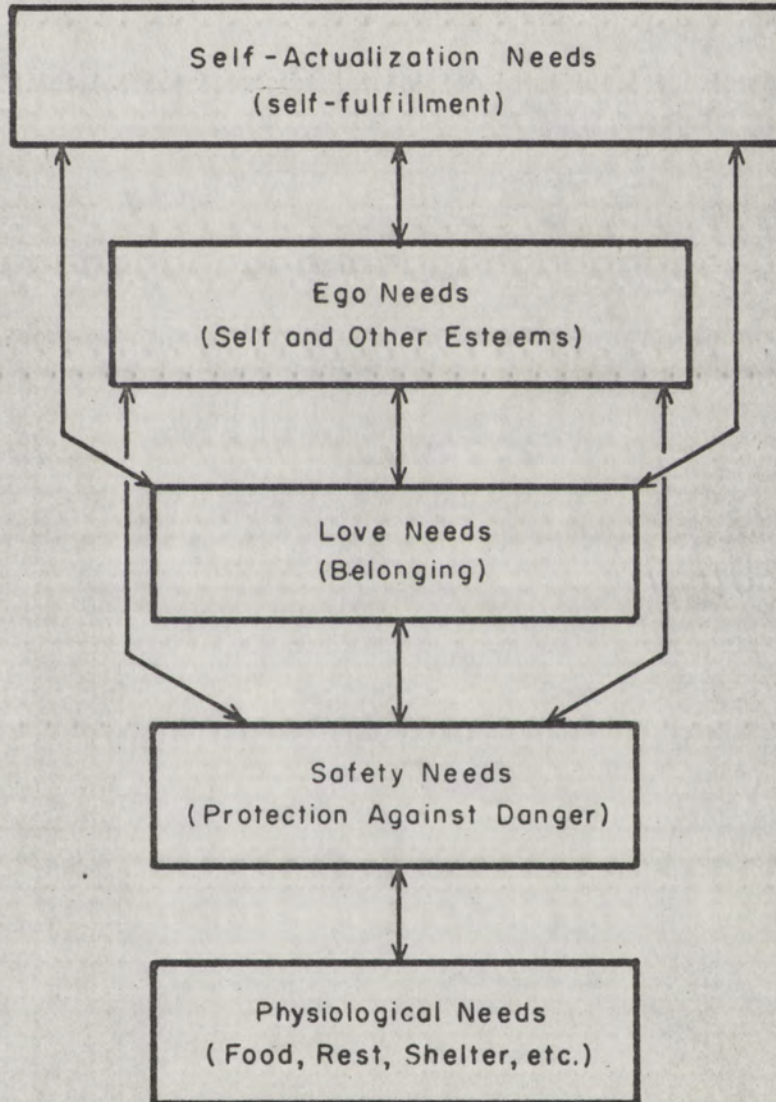 Self-Actualization Needs
(self-fulfillment)
Ego Needs
(Self and Other Esteems)
Love Needs
(Belonging)
Safety Needs
(Protection Against Danger)
Physiological Needs
(Food, Rest, Shelter, etc.)